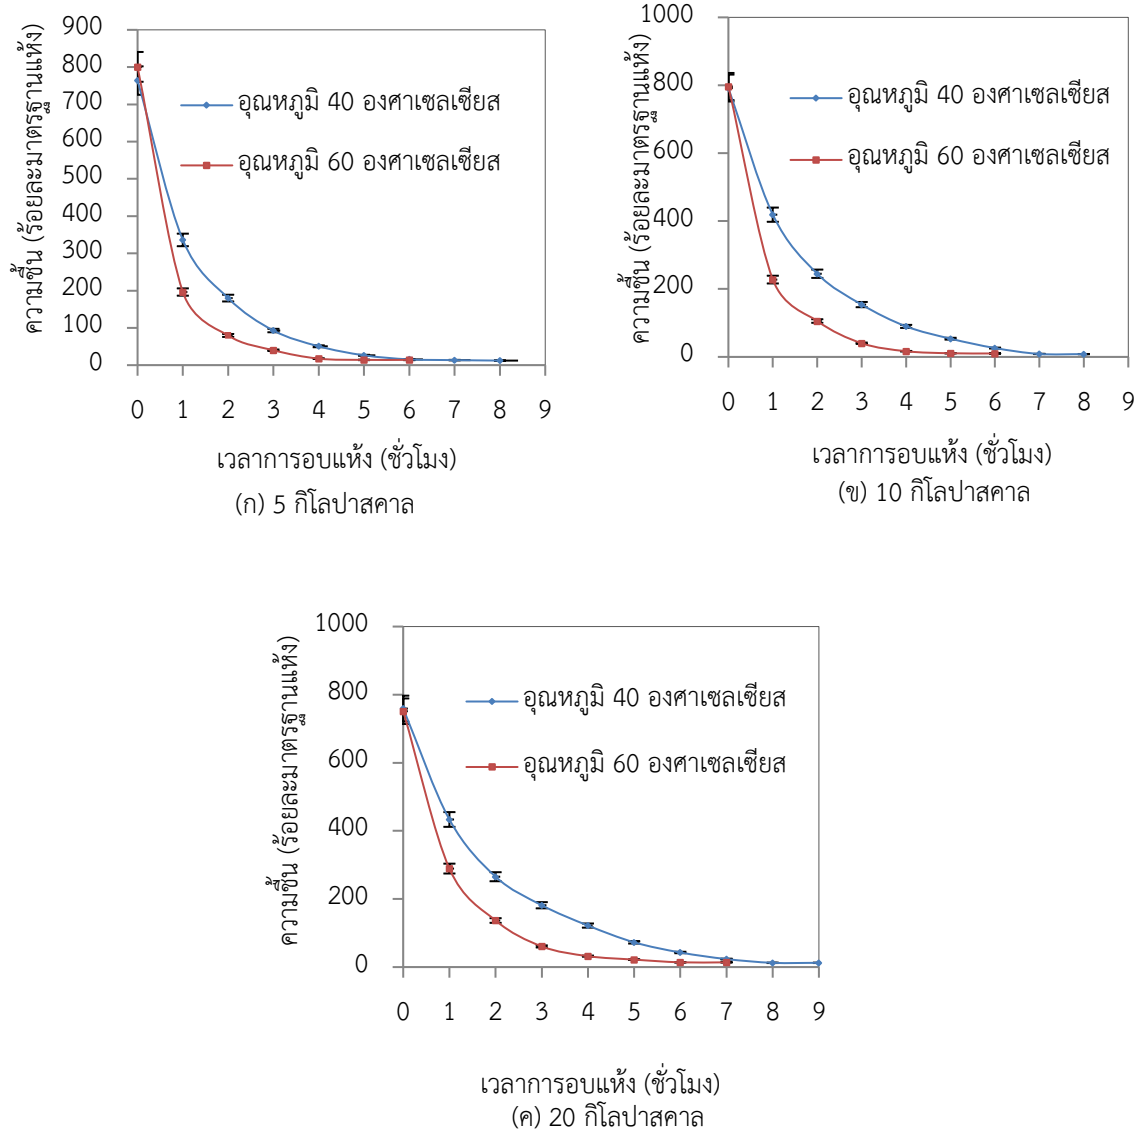 900
800
700
600
500
400
300
200
100
0
ความชื้น (ร้อยละมาตรฐานแห้ง)
อุณหภูมิ 40 องศาเซลเซียส
อุณหภูมิ 60 องศาเซลเซียส
0 1 2 3 4 5 6 7 8 9
เวลาการอบแห้ง (ชั่วโมง)
(ก) 5 กิโลปาสคาล
1000
800
600
400
200
0
ความชื้น (ร้อยละมาตรฐานแห้ง)
อุณหภูมิ 40 องศาเซลเซียส
อุณหภูมิ 60 องศาเซลเซียส
0 1 2 3 4 5 6 7 8 9
เวลาการอบแห้ง (ชั่วโมง)
(ข) 10 กิโลปาสคาล
1000
800
600
400
200
0
ความชื้น (ร้อยละมาตรฐานแห้ง)
อุณหภูมิ 40 องศาเซลเซียส
อุณหภูมิ 60 องศาเซลเซียส
0 1 2 3 4 5 6 7 8 9
เวลาการอบแห้ง (ชั่วโมง)
(ค) 20 กิโลปาสคาล